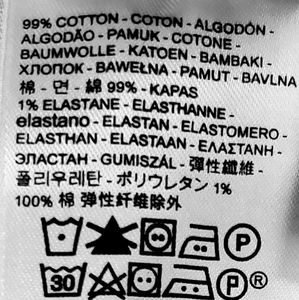 99% COTTON - COTON - ALGODÓN -
ALGODÃO - PAMUK - COTONE -
BAUMWOLLE - KATOEN - BAMBAKI -
ХЛОПОК - BAWEŁNA - PAMUT - BAVLNA
棉 - 면 - 綿 99% - KAPAS
1% ELASTANE - ELASTHANNE -
elastano - ELASTAN - ELASTOMERO -
ELASTHAN - ELASTAAN - ΕΛΑΣΤΑΝΗ -
ЭЛАСТАН - GUMISZÁL - 彈性纖維 -
폴리우레탄 - ポリウレタン 1%
100% 棉 弹性纤维除外
P
30 P ®